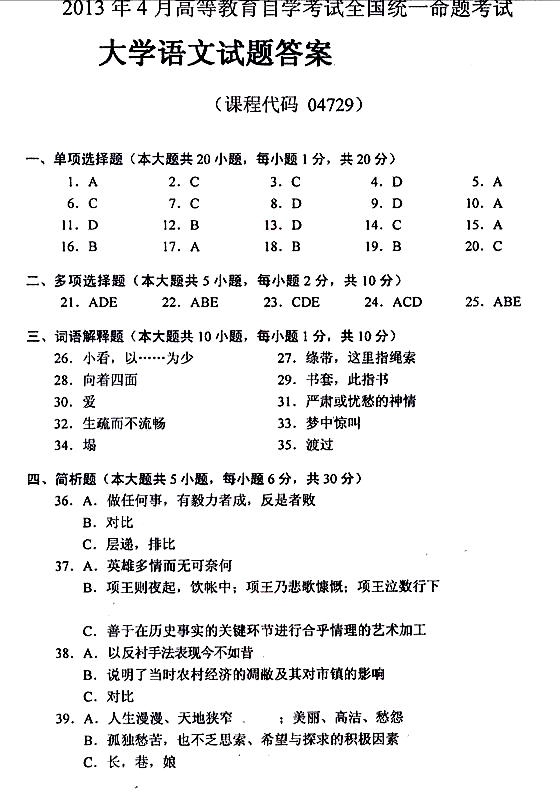 2013 年 4 月高等教育自学考试全国统一命题考试
大学语文试题答案
（课程代码 04729）
一、单项选择题（本大题共 20 小题，每小题 1 分，共 20 分）
1. A 2. C 3. C 4. D 5. A
6. C 7. C 8. D 9. D 10. A
11. D 12. B 13. D 14. C 15. A
16. B 17. A 18. B 19. B 20. C
二、多项选择题（本大题共 5 小题，每小题 2 分，共 10 分）
21. ADE 22. ABE 23. CDE 24. ACD 25. ABE
三、词语解释题（本大题共 10 小题，每小题 1 分，共 10 分）
26. 小看，以……为少 27. 绦带，这里指绳索
28. 向着四面 29. 书套，此指书
30. 爱 31. 严肃或忧愁的神情
32. 生疏而不流畅 33. 梦中惊叫
34. 塌 35. 渡过
四、简析题（本大题共 5 小题，每小题 6 分，共 30 分）
36. A. 做任何事，有毅力者成，反是者败
B. 对比
C. 层递，排比
37. A. 英雄多情而无可奈何
B. 项王则夜起，饮帐中；项王乃悲歌慷慨；项王泣数行下
C. 善于在历史事实的关键环节进行合乎情理的艺术加工
38. A. 以反衬手法表现今不如昔
B. 说明了当时农村经济的凋敝及其对市镇的影响
C. 对比
39. A. 人生漫漫、天地狭窄 ；美丽、高洁、愁怨
B. 孤独愁苦，也不乏思索、希望与探求的积极因素
C. 长，巷，娘